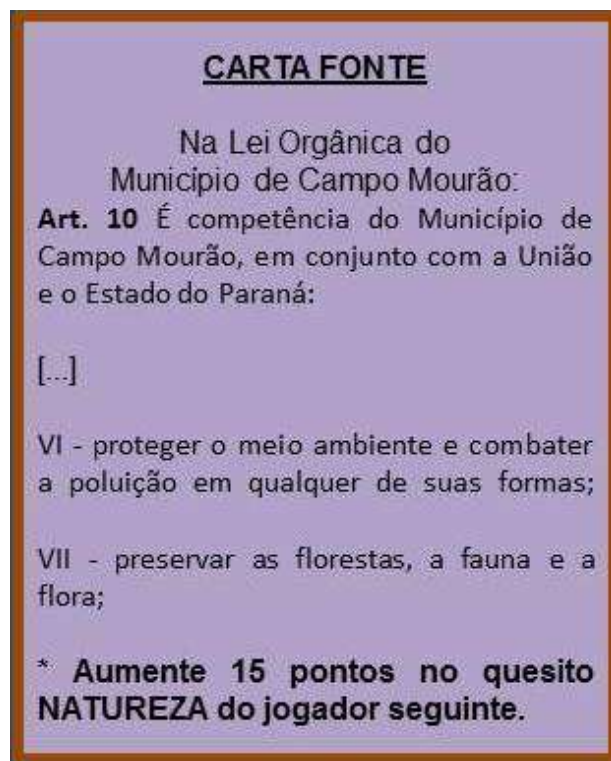 CARTA FONTE
Na Lei Orgânica do
Municipio de Campo Mourão:
Art. 10 É competência do Município de
Campo Mourão, em conjunto com a União
e o Estado do Paraná:
[...]
VI - proteger o meio ambiente e combater
a poluição em qualquer de suas formas;
VII - preservar as florestas, a fauna e a
flora;
* Aumente 15 pontos no quesito
NATUREZA do jogador seguinte.